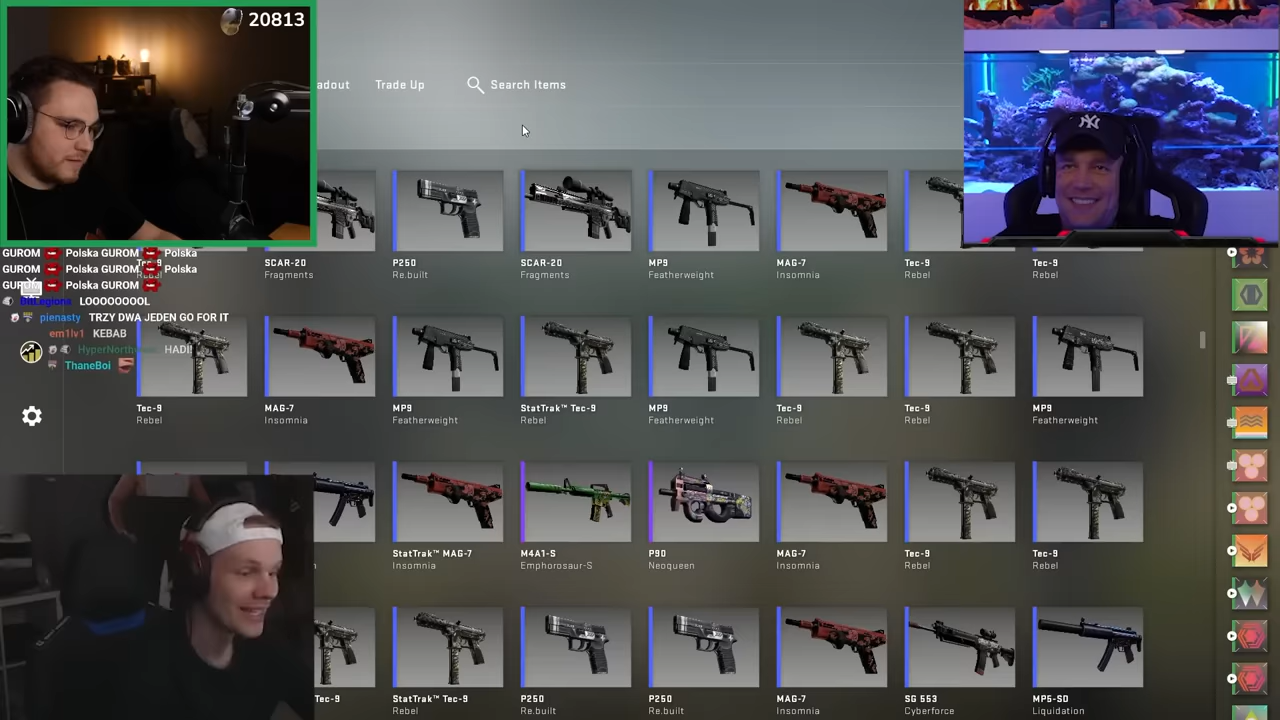 20813
adout
Trade Up
Search Items
NY
GUROM Polska GUROM Polska
GUROM Polska GUROM Polska
GUROM Polska GUROM
LOOOOOOOOL
pienasty TRZY DWA JEDEN GO FOR IT
em1lv1 KEBAB
HADI!
ThaneBoi
SCAR-20
Fragments
P250
Re.built
SCAR-20
Fragments
MP9
Featherweight
MAG-7
Insomnia
Tec-9
Rebel
Tec-9
Rebel
Tec-9
Rebel
MAG-7
Insomnia
MP9
Featherweight
StatTrak™ Tec-9
Rebel
MP9
Featherweight
Tec-9
Rebel
Tec-9
Rebel
MP9
Featherweight
StatTrak™ MAG-7
Insomnia
M4A1-S
Emphorosaur-S
P90
Neoqueen
MAG-7
Insomnia
Tec-9
Rebel
Tec-9
Rebel
Tec-9
StatTrak™ Tec-9
Rebel
P250
Re.built
P250
Re.built
MAG-7
Insomnia
SG 553
Cyberforce
MP5-SD
Liquidation